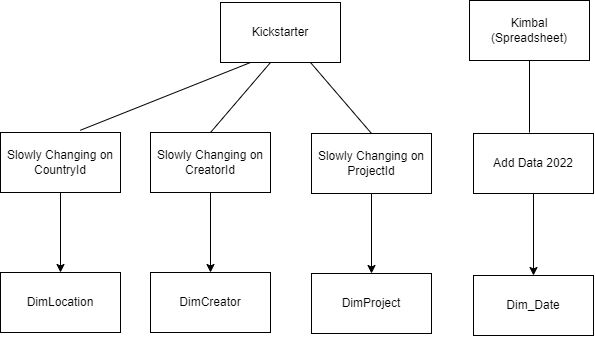 Kickstarter
Kimbal
(Spreadsheet)
Slowly Changing on
CountryId
Slowly Changing on
CreatorId
Slowly Changing on
ProjectId
Add Data 2022
DimLocation
DimCreator
DimProject
Dim_Date